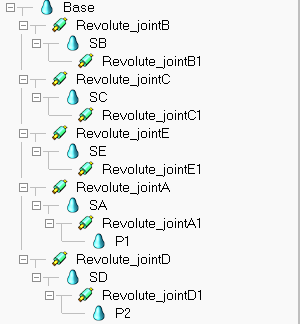 Base
Revolute_jointB
SB
Revolute_jointB1
Revolute_jointC
SC
Revolute_jointC1
Revolute_jointE
SE
Revolute_jointE1
Revolute_jointA
SA
Revolute_jointA1
P1
Revolute_jointD
SD
Revolute_jointD1
P2